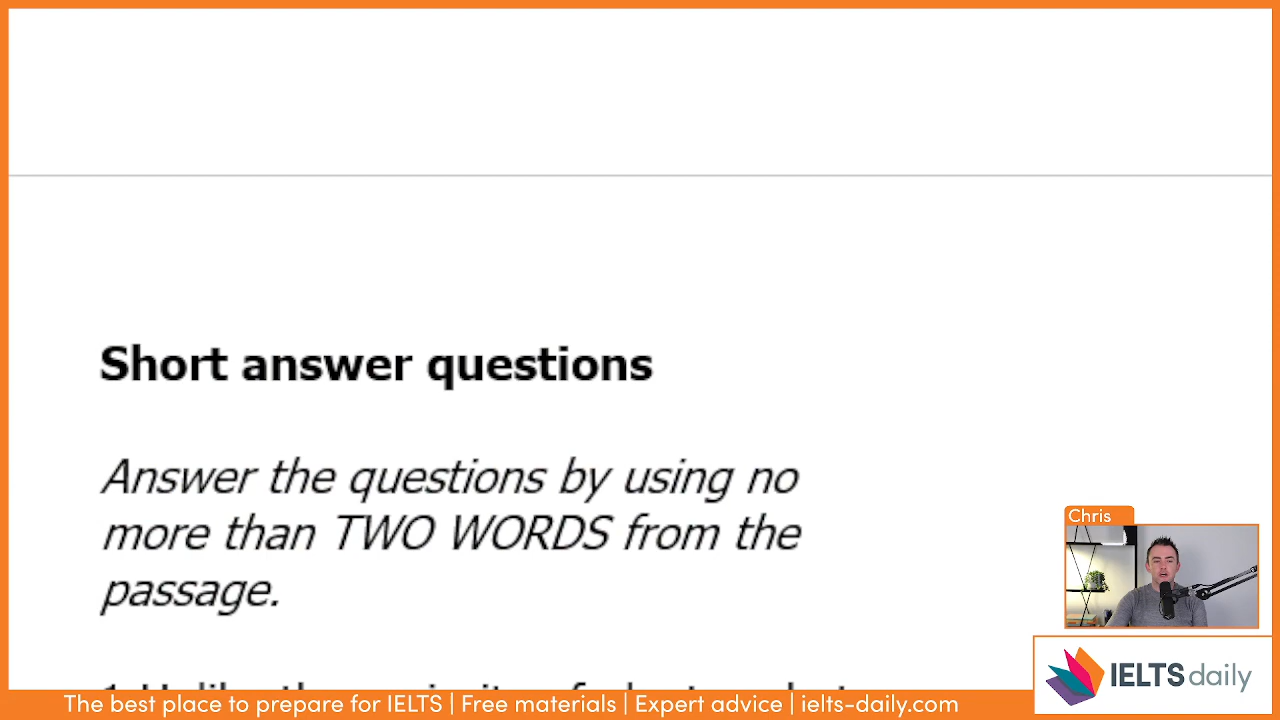 Short answer questions
Answer the questions by using no
more than TWO WORDS from the
passage.
Chris
IELTS daily
The best place to prepare for IELTS | Free materials | Expert advice | ielts-daily.com